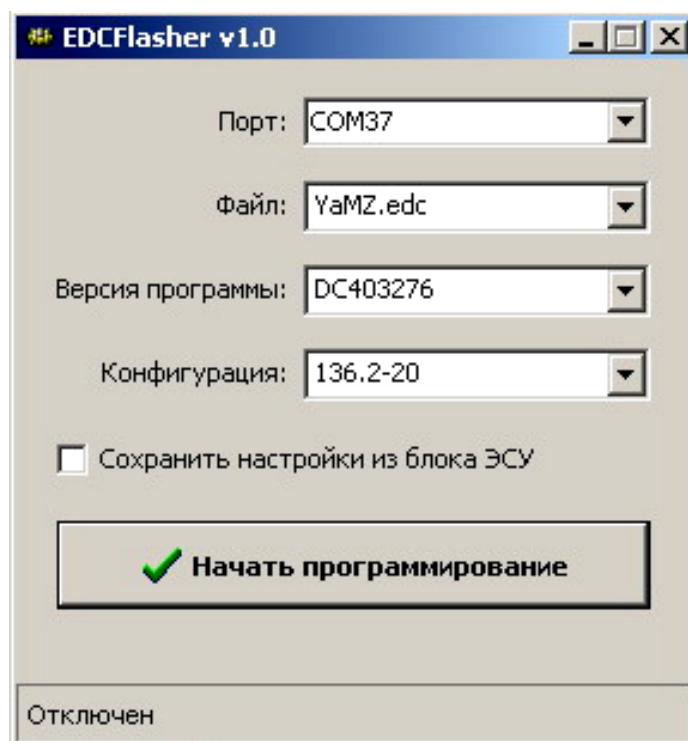 EDCFlasher v1.0
Порт: COM37
Файл: YaMZ.edc
Версия программы: DC403276
Конфигурация: 136.2-20
Сохранить настройки из блока ЭСУ
Начать программирование
Отключен